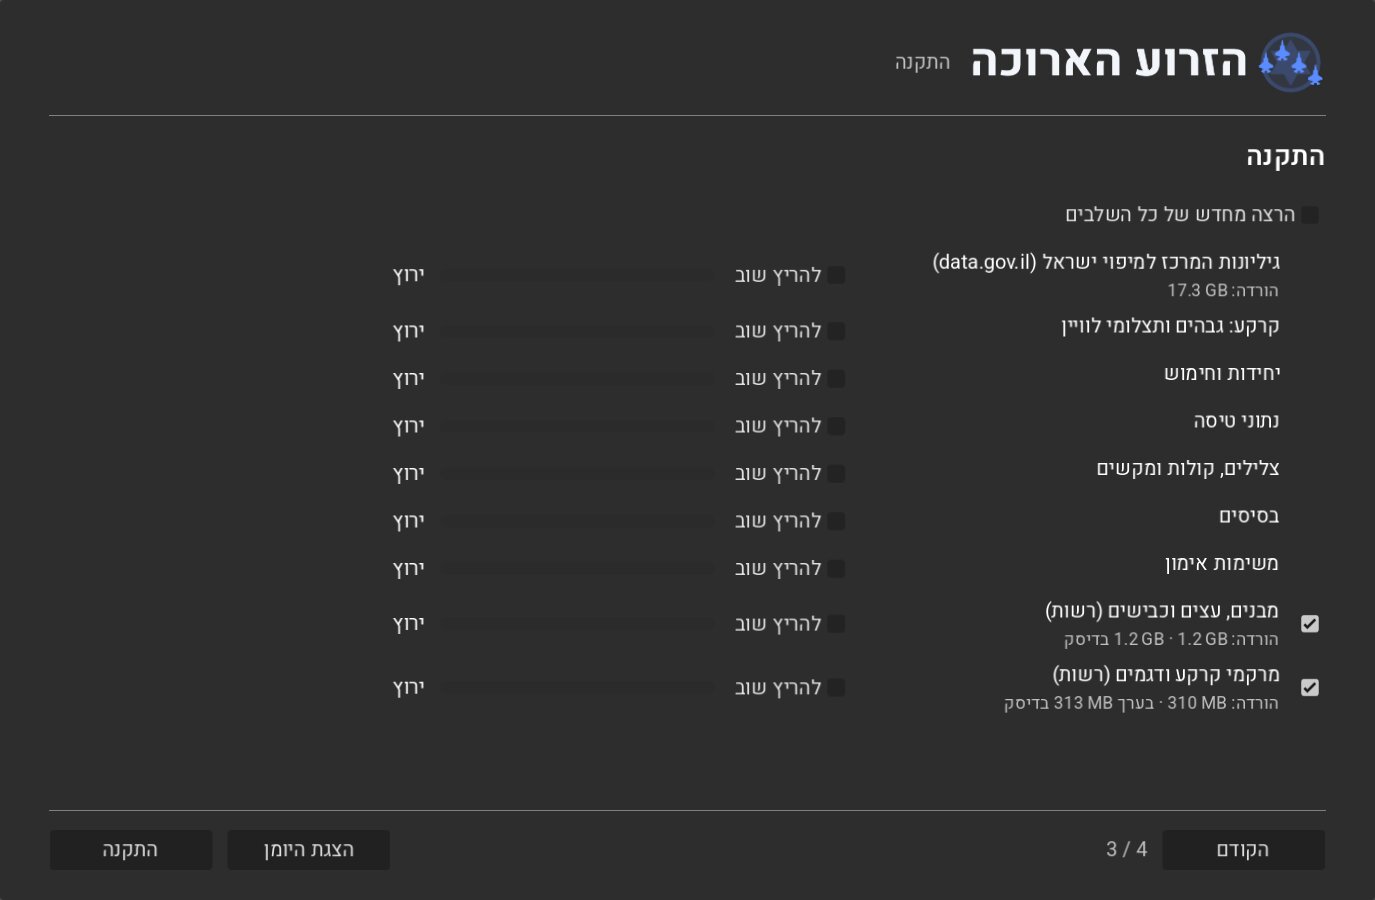 הזרוע הארוכה
התקנה
התקנה
הרצה מחדש של כל השלבים
גיליונות המרכז למיפוי ישראל (data.gov.il)
הורדה: 17.3 GB
להריץ שוב
ירוץ
קרקע: גבהים ותצלומי לוויין
להריץ שוב
ירוץ
יחידות וחימוש
להריץ שוב
ירוץ
נתוני טיסה
להריץ שוב
ירוץ
צלילים, קולות ומקשים
להריץ שוב
ירוץ
בסיסים
להריץ שוב
ירוץ
משימות אימון
להריץ שוב
ירוץ
מבנים, עצים וכבישים (רשות)
הורדה: 1.2 GB · 1.2 GB בדיסק
להריץ שוב
ירוץ
מרקמי קרקע ודגמים (רשות)
הורדה: 310 MB · בערך 313 MB בדיסק
להריץ שוב
ירוץ
הקודם
3 / 4
הצגת היומן
התקנה